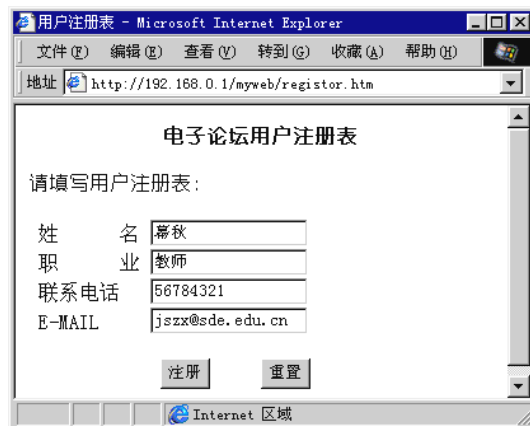 用户注册表 - Microsoft Internet Explorer
文件(F) 编辑(E) 查看(V) 转到(G) 收藏(A) 帮助(H)
地址 http://192.168.0.1/myweb/registor.htm
电子论坛用户注册表
请填写用户注册表:
姓 名 幕秋
职 业 教师
联系电话 56784321
E-MAIL jszx@sde.edu.cn
注册 重置
Internet 区域